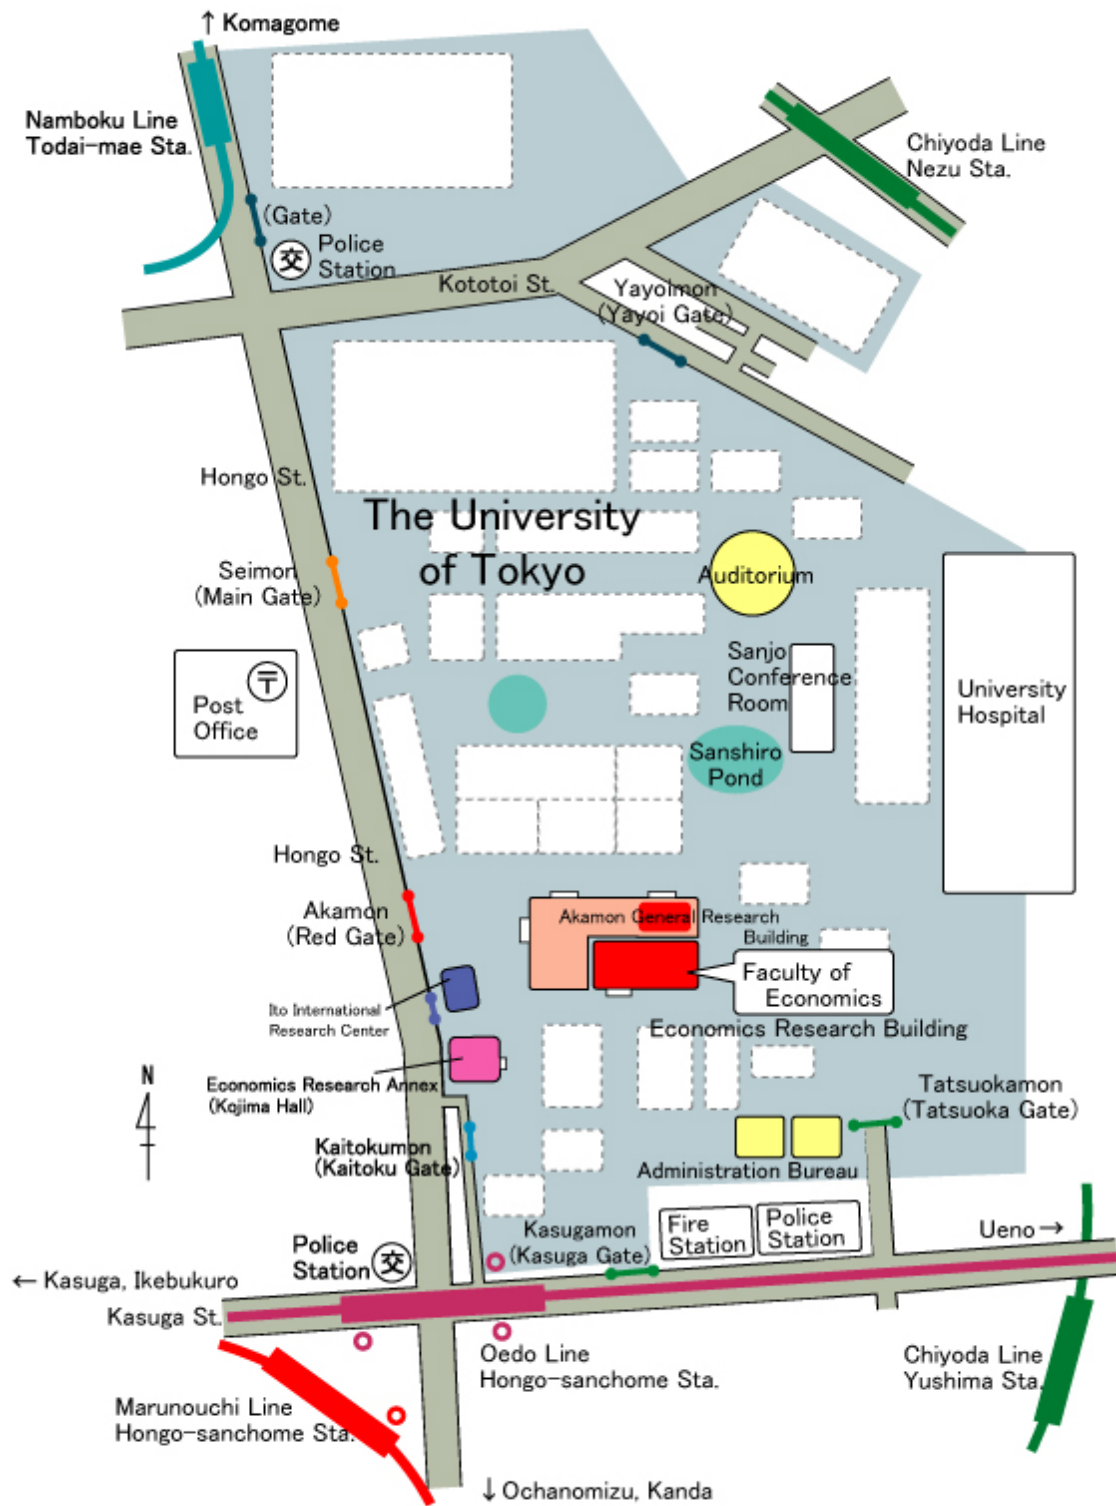 ↑ Komagome
Namboku Line
Todai-mae Sta.
Chiyoda Line
Nezu Sta.
(Gate)
交
Police
Station
Kototoi St.
Yayoimon
(Yayoi Gate)
Hongo St.
The University
of Tokyo
Seimon
(Main Gate)
Auditorium
Sanjo
Conference
Room
〒
Post
Office
University
Hospital
Sanshiro
Pond
Hongo St.
Akamon
(Red Gate)
Akamon General Research
Building
Faculty of
Economics
Ito International
Research Center
Economics Research Building
Economics Research Annex
(Kojima Hall)
N
Tatsuokamon
(Tatsuoka Gate)
Kaitokumon
(Kaitoku Gate)
Administration Bureau
Kasugamon
(Kasuga Gate)
Fire
Station
Police
Station
Ueno →
Police
Station
交
← Kasuga, Ikebukuro
Kasuga St.
Oedo Line
Hongo-sanchome Sta.
Chiyoda Line
Yushima Sta.
Marunouchi Line
Hongo-sanchome Sta.
↓ Ochanomizu, Kanda